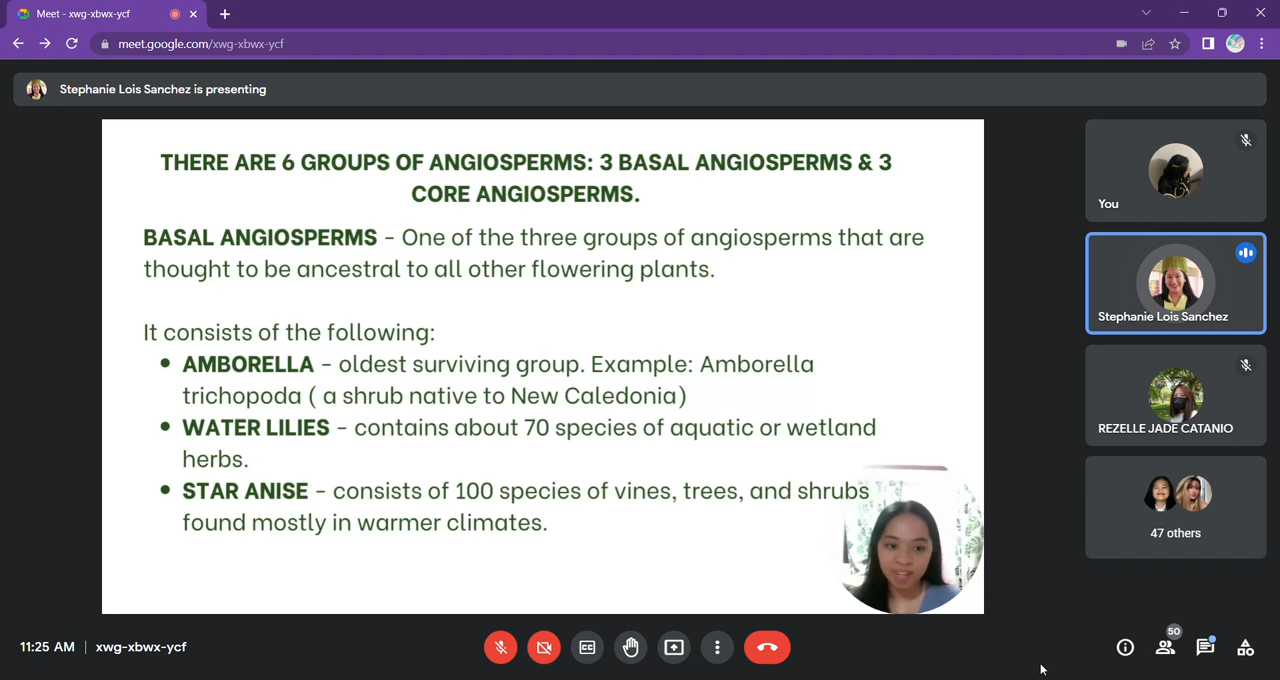 Meet - xwg-xbwx-ycf
meet.google.com/xwg-xbwx-ycf
Stephanie Lois Sanchez is presenting
THERE ARE 6 GROUPS OF ANGIOSPERMS: 3 BASAL ANGIOSPERMS & 3
CORE ANGIOSPERMS.
BASAL ANGIOSPERMS - One of the three groups of angiosperms that are
thought to be ancestral to all other flowering plants.
It consists of the following:
• AMBORELLA - oldest surviving group. Example: Amborella
trichopoda ( a shrub native to New Caledonia)
• WATER LILIES - contains about 70 species of aquatic or wetland
herbs.
• STAR ANISE - consists of 100 species of vines, trees, and shrubs
found mostly in warmer climates.
You
Stephanie Lois Sanchez
REZELLE JADE CATANIO
47 others
11:25 AM | xwg-xbwx-ycf
CC
50